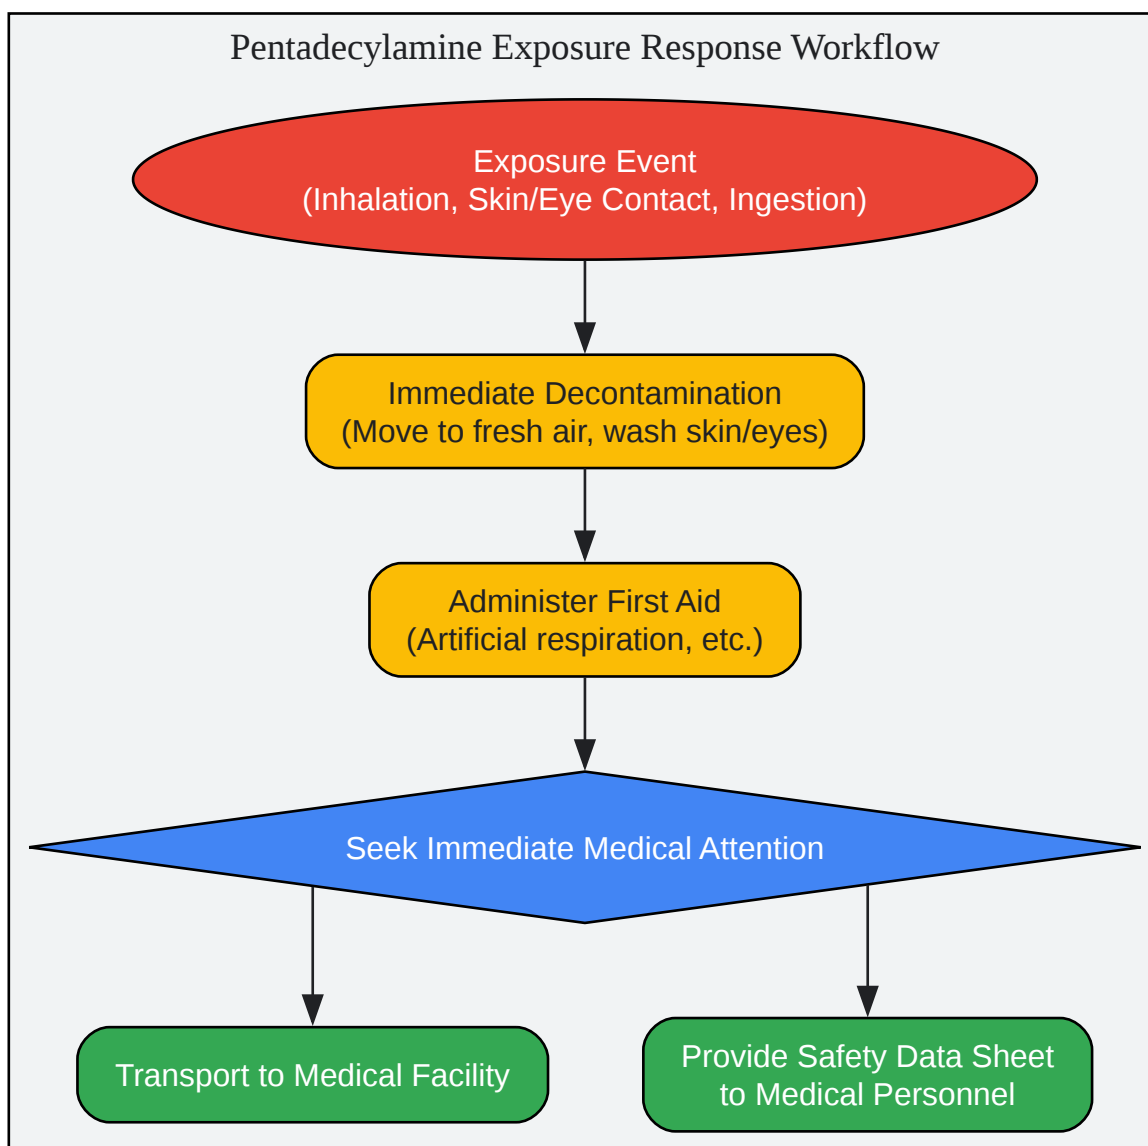 Pentadecylamine Exposure Response Workflow
Exposure Event
(Inhalation, Skin/Eye Contact, Ingestion)
Immediate Decontamination
(Move to fresh air, wash skin/eyes)
Administer First Aid
(Artificial respiration, etc.)
Seek Immediate Medical Attention
Transport to Medical Facility
Provide Safety Data Sheet
to Medical Personnel